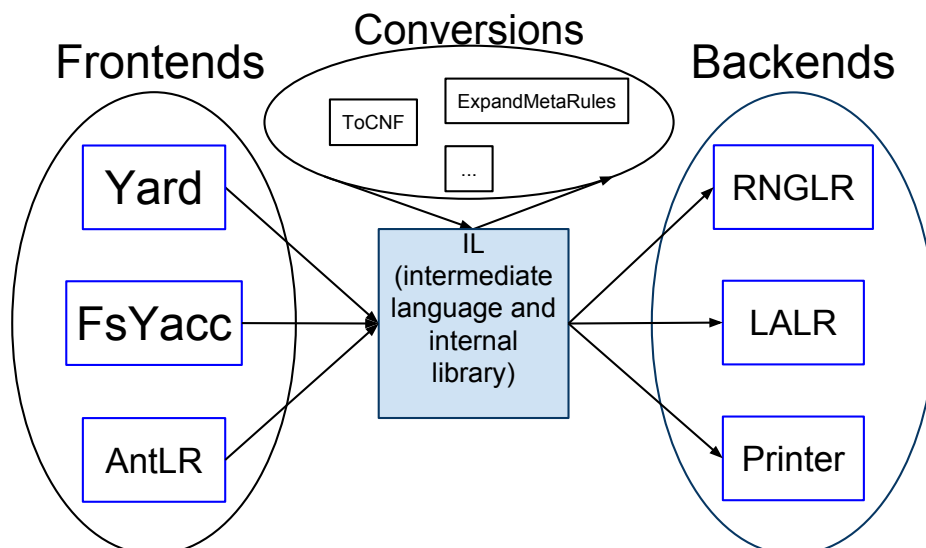 Conversions
Frontends
Backends
ExpandMetaRules
ToCNF
...
Yard
RNGLR
IL
(intermediate
language and
internal
library)
FsYacc
LALR
AntLR
Printer